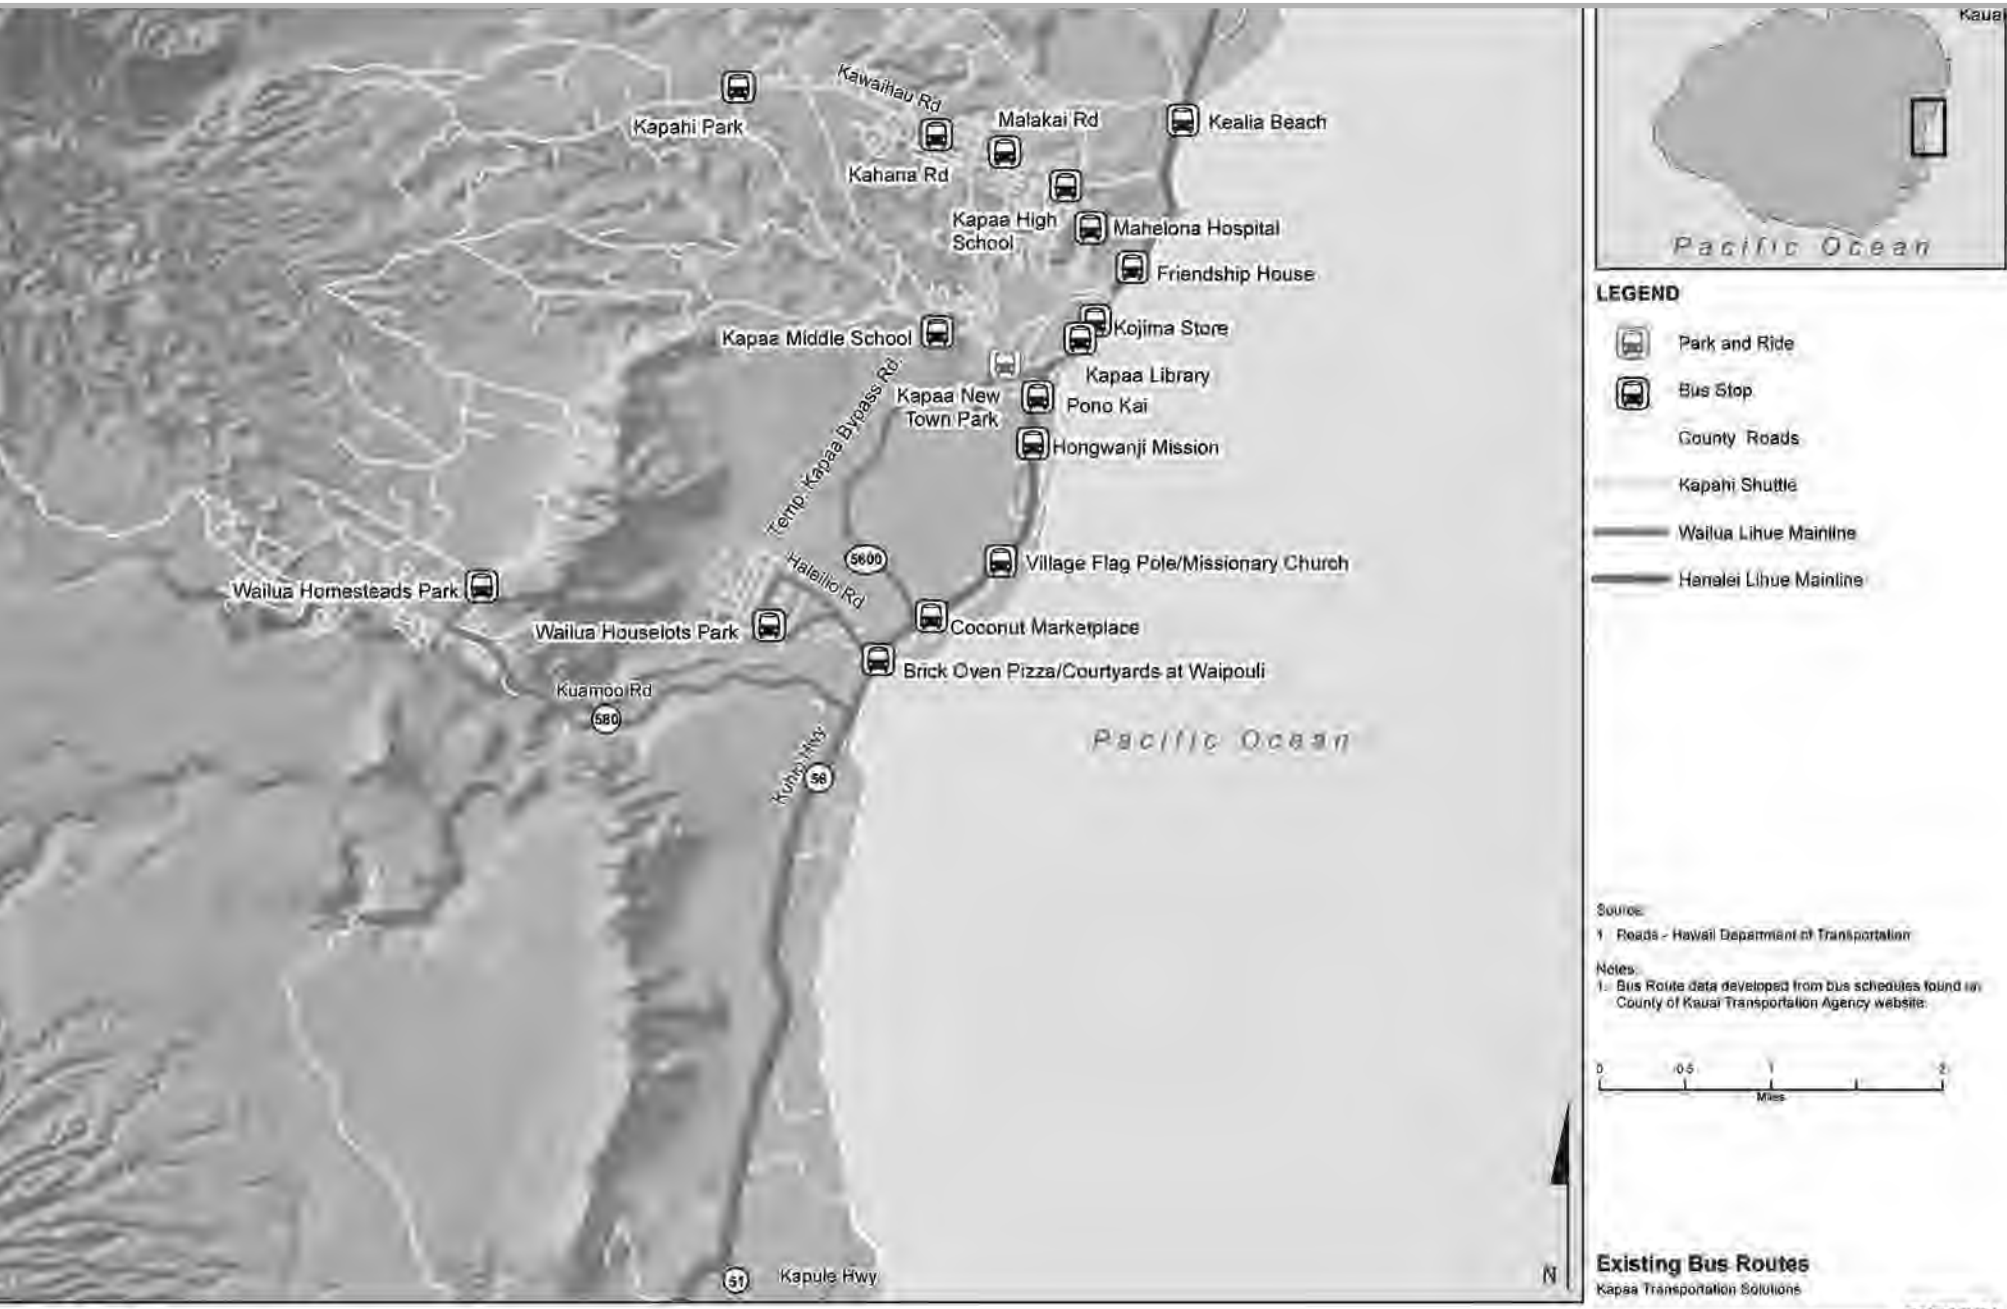 Kapahi Park
Kawaihau Rd
Malakai Rd
Kealia Beach
Kahana Rd
Kapaa High
School
Mahelona Hospital
Friendship House
Kojima Store
Kapaa Middle School
Kapaa Library
Kapaa New
Town Park
Pono Kai
Temp. Kapaa Bypass Rd.
Hongwanji Mission
5600
Village Flag Pole/Missionary Church
Haleilio Rd
Wailua Homesteads Park
Wailua Houselots Park
Coconut Marketplace
Brick Oven Pizza/Courtyards at Waipouli
Kuamoo Rd
580
Pacific Ocean
Kuhio Hwy
56
51
Kapule Hwy
N
Kauai
Pacific Ocean
LEGEND
Park and Ride
Bus Stop
County Roads
Kapahi Shuttle
Wailua Lihue Mainline
Hanalei Lihue Mainline
Source:
1. Roads - Hawaii Department of Transportation
Notes:
1. Bus Route data developed from bus schedules found on
County of Kauai Transportation Agency website.
0 0.5 1 2
Miles
Existing Bus Routes
Kapaa Transportation Solutions